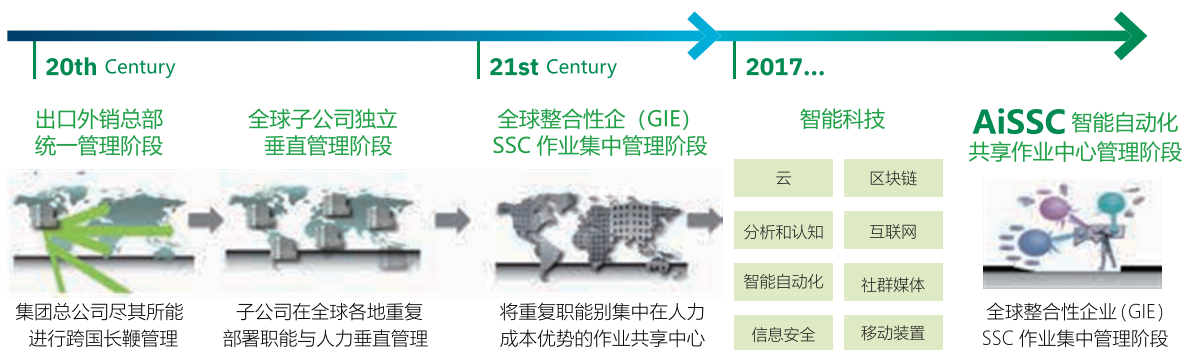 20th Century
21st Century
2017...
出口外销总部
统一管理阶段
全球子公司独立
垂直管理阶段
全球整合性企（GIE）
SSC 作业集中管理阶段
智能科技
AiSSC 智能自动化
共享作业中心管理阶段
云
区块链
分析和认知
互联网
智能自动化
社群媒体
信息安全
移动装置
集团总公司尽其所能
进行跨国长鞭管理
子公司在全球各地重复
部署职能与人力垂直管理
将重复职能别集中在人力
成本优势的作业共享中心
全球整合性企业(GIE)
SSC 作业集中管理阶段